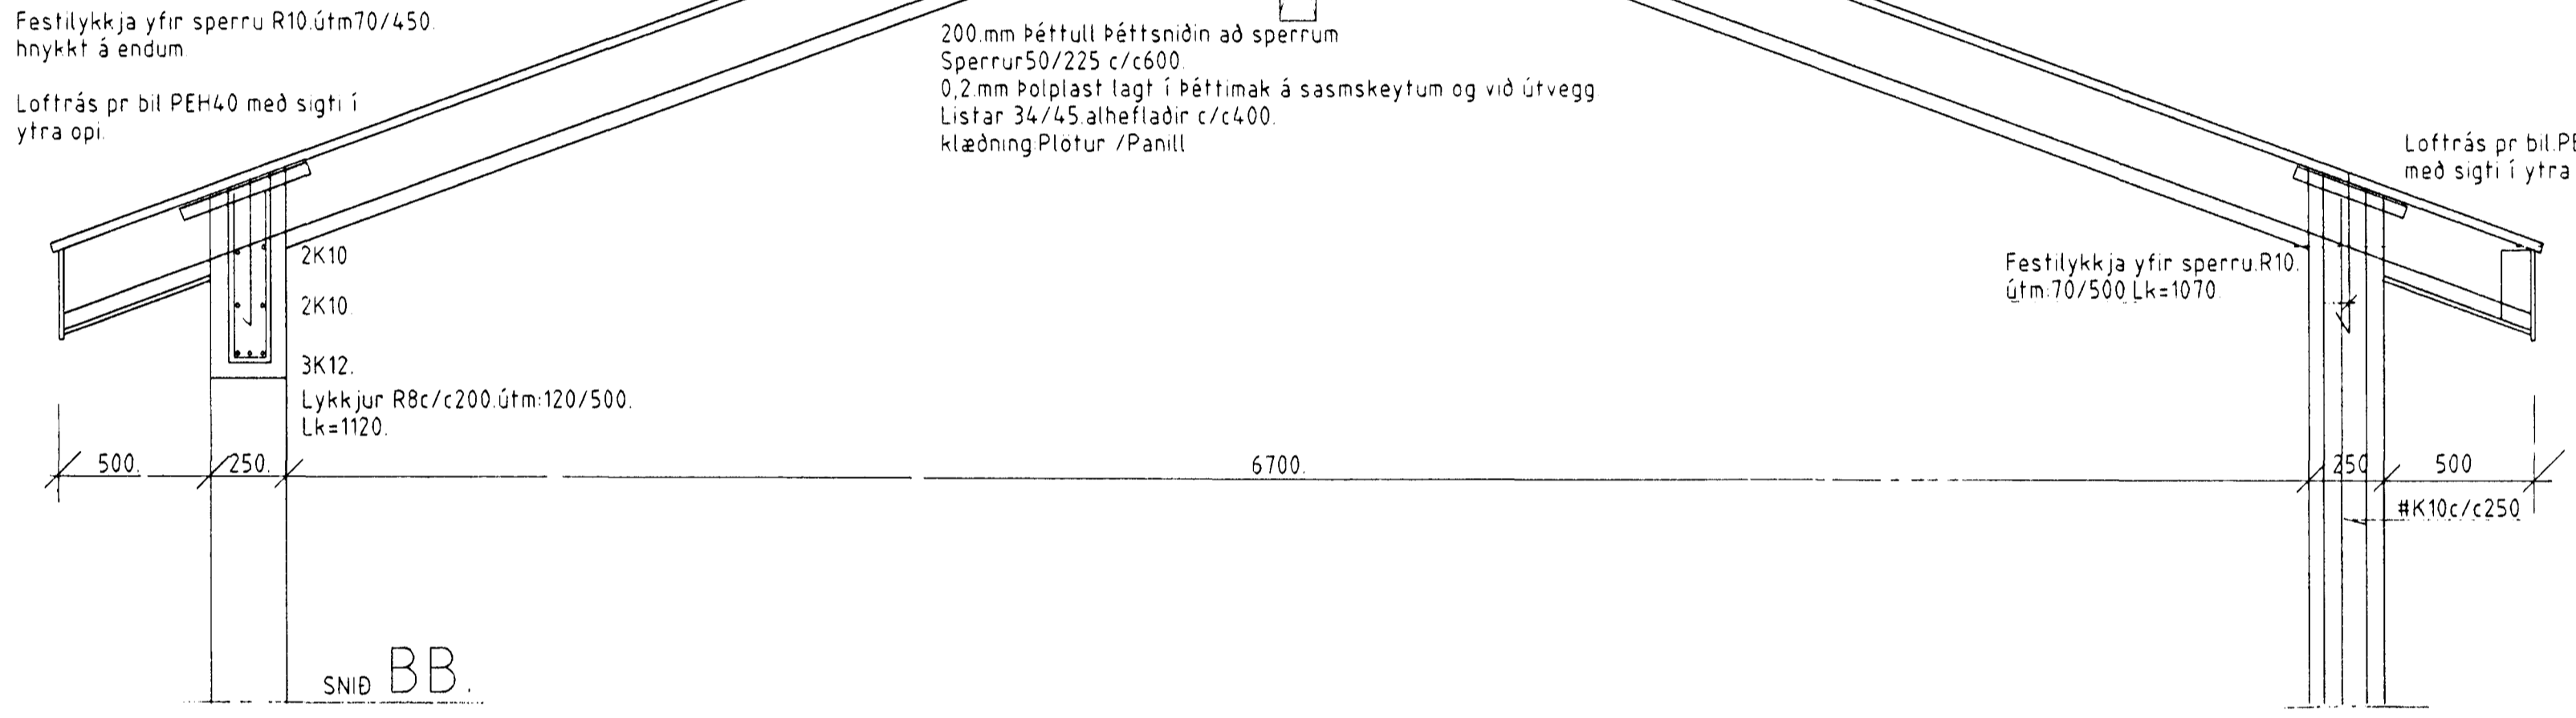 Festilykkja yfir sperru R10.útm70/450.
hnykkt á endum
Loftrás pr bil PEH40 með sigti í
ytra opi.
200.mm Þéttull Þéttsniðin að sperrum
Sperrur50/225 c/c600.
0,2.mm Þolplast lagt í Þéttimak á sasmskeytum og við útvegg
Listar 34/45.alheflaðir c/c400.
klæðning.Plötur /Panill
Loftrás pr bil.PE
með sigti í ytra
2K10
2K10.
3K12.
Lykkjur R8c/c200.útm:120/500.
Lk=1120.
Festilykkja yfir sperru.R10.
útm:70/500 Lk=1070.
500. 250. 6700. 250 500
#K10c/c250
SNIÐ BB.